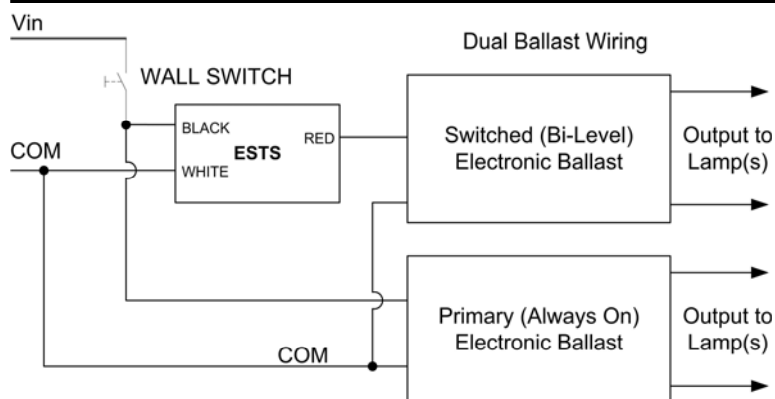 Vin
Dual Ballast Wiring
WALL SWITCH
BLACK
RED
ESTS
WHITE
COM
Switched (Bi-Level)
Electronic Ballast
Output to
Lamp(s)
Primary (Always On)
Electronic Ballast
Output to
Lamp(s)
COM